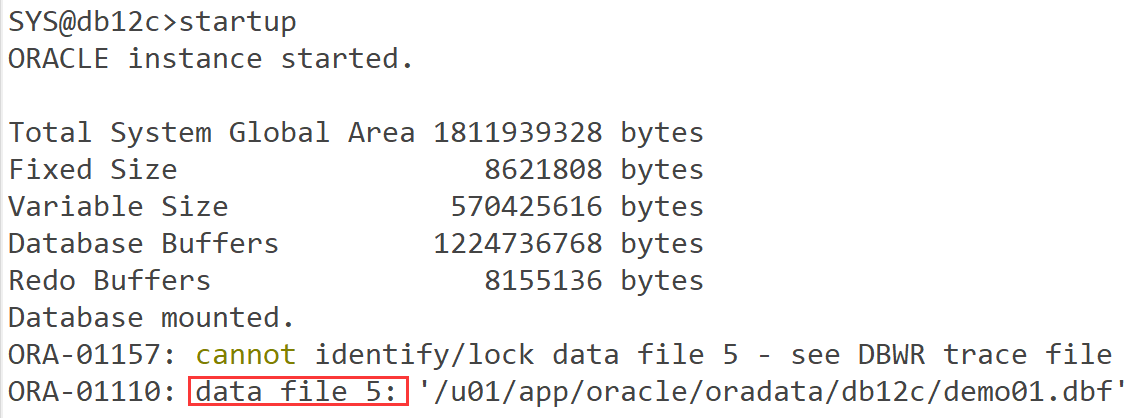 SYS@db12c>startup
ORACLE instance started.
Total System Global Area 1811939328 bytes
Fixed Size 8621808 bytes
Variable Size 570425616 bytes
Database Buffers 1224736768 bytes
Redo Buffers 8155136 bytes
Database mounted.
ORA-01157: cannot identify/lock data file 5 - see DBWR trace file
ORA-01110: data file 5: '/u01/app/oracle/oradata/db12c/demo01.dbf'